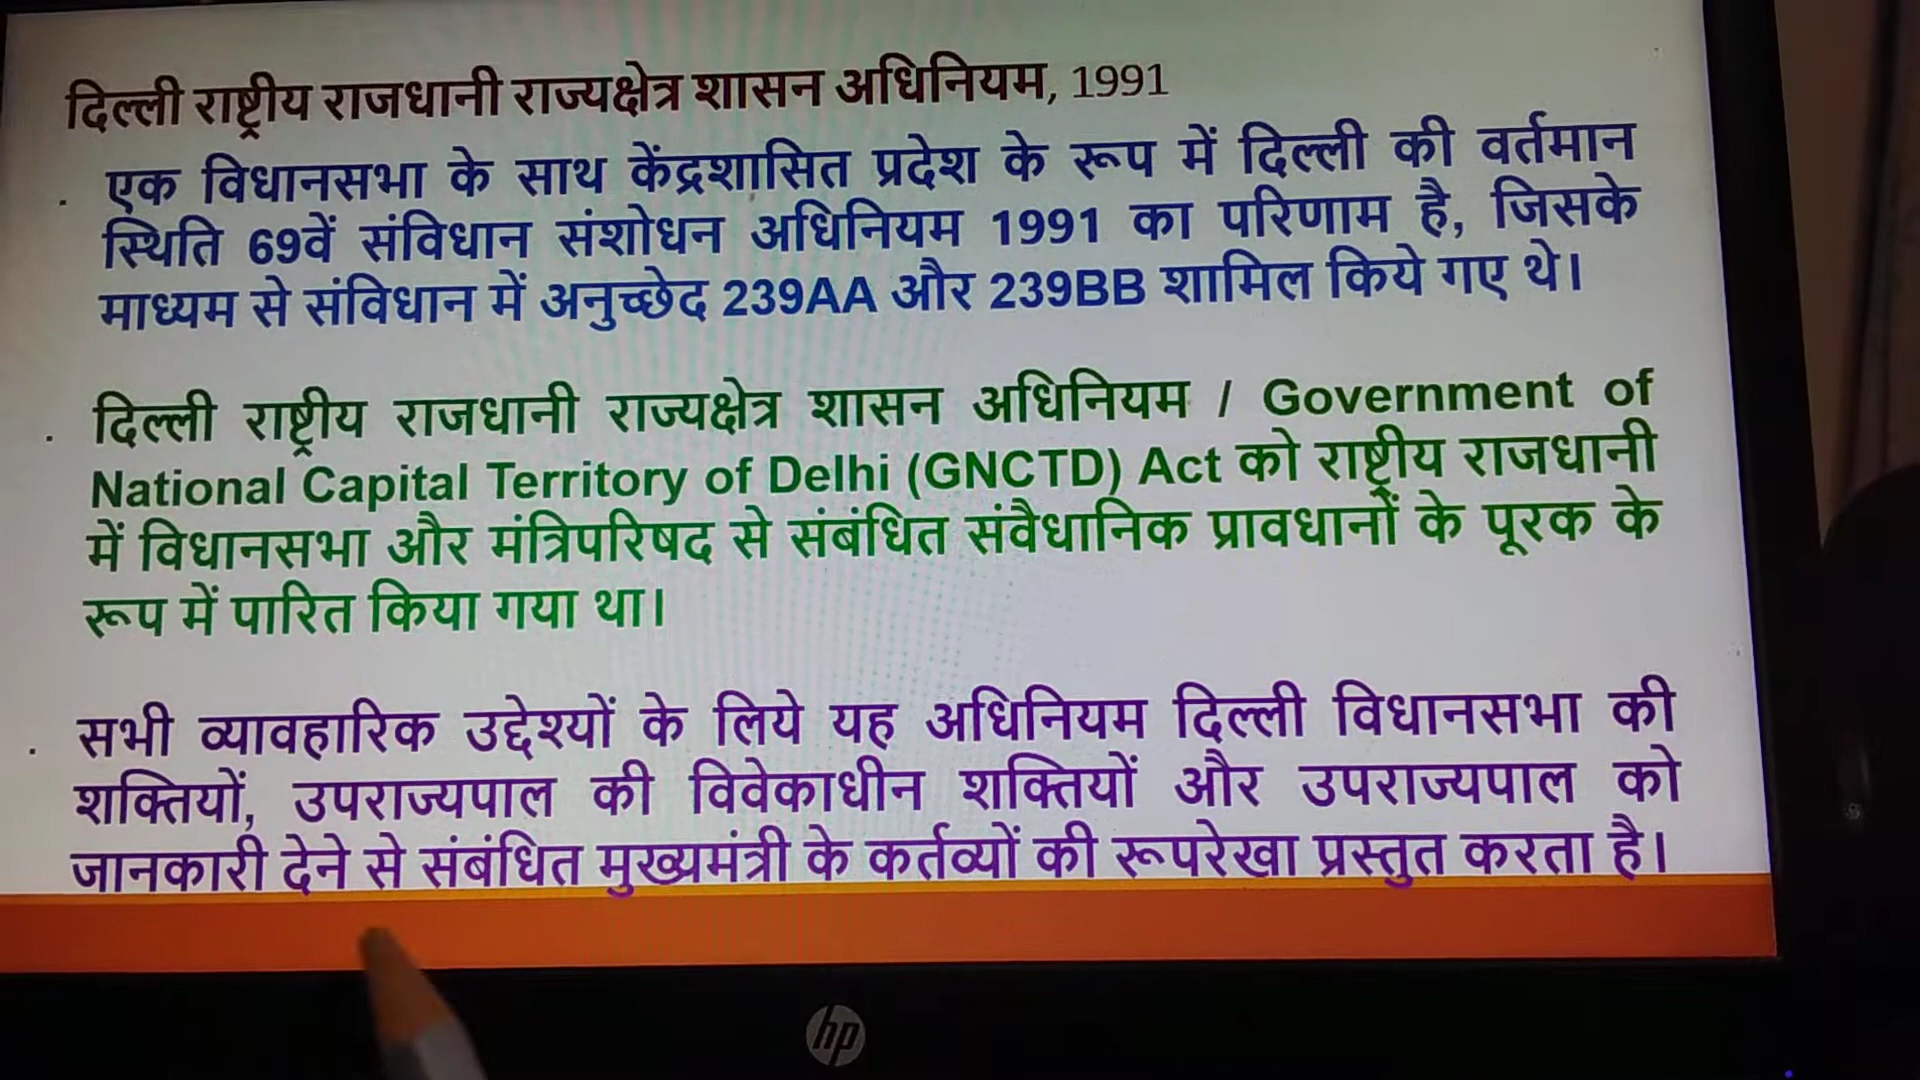 दिल्ली राष्ट्रीय राजधानी राज्यक्षेत्र शासन अधिनियम, 1991
. एक विधानसभा के साथ केंद्रशासित प्रदेश के रूप में दिल्ली की वर्तमान
स्थिति 69वें संविधान संशोधन अधिनियम 1991 का परिणाम है, जिसके
माध्यम से संविधान में अनुच्छेद 239AA और 239BB शामिल किये गए थे।
. दिल्ली राष्ट्रीय राजधानी राज्यक्षेत्र शासन अधिनियम / Government of
National Capital Territory of Delhi (GNCTD) Act को राष्ट्रीय राजधानी
में विधानसभा और मंत्रिपरिषद से संबंधित संवैधानिक प्रावधानों के पूरक के
रूप में पारित किया गया था।
. सभी व्यावहारिक उद्देश्यों के लिये यह अधिनियम दिल्ली विधानसभा की
शक्तियों, उपराज्यपाल की विवेकाधीन शक्तियों और उपराज्यपाल को
जानकारी देने से संबंधित मुख्यमंत्री के कर्तव्यों की रूपरेखा प्रस्तुत करता है।
hp